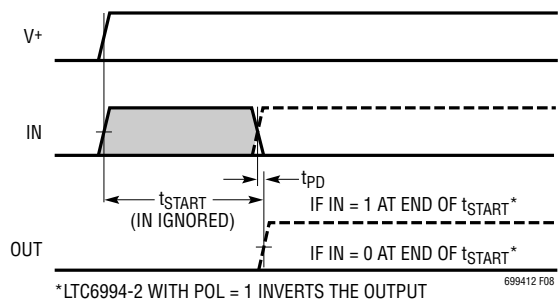 V+
IN
tPD
tSTART
(IN IGNORED)
IF IN = 1 AT END OF tSTART*
OUT
IF IN = 0 AT END OF tSTART*
*LTC6994-2 WITH POL = 1 INVERTS THE OUTPUT
699412 F08